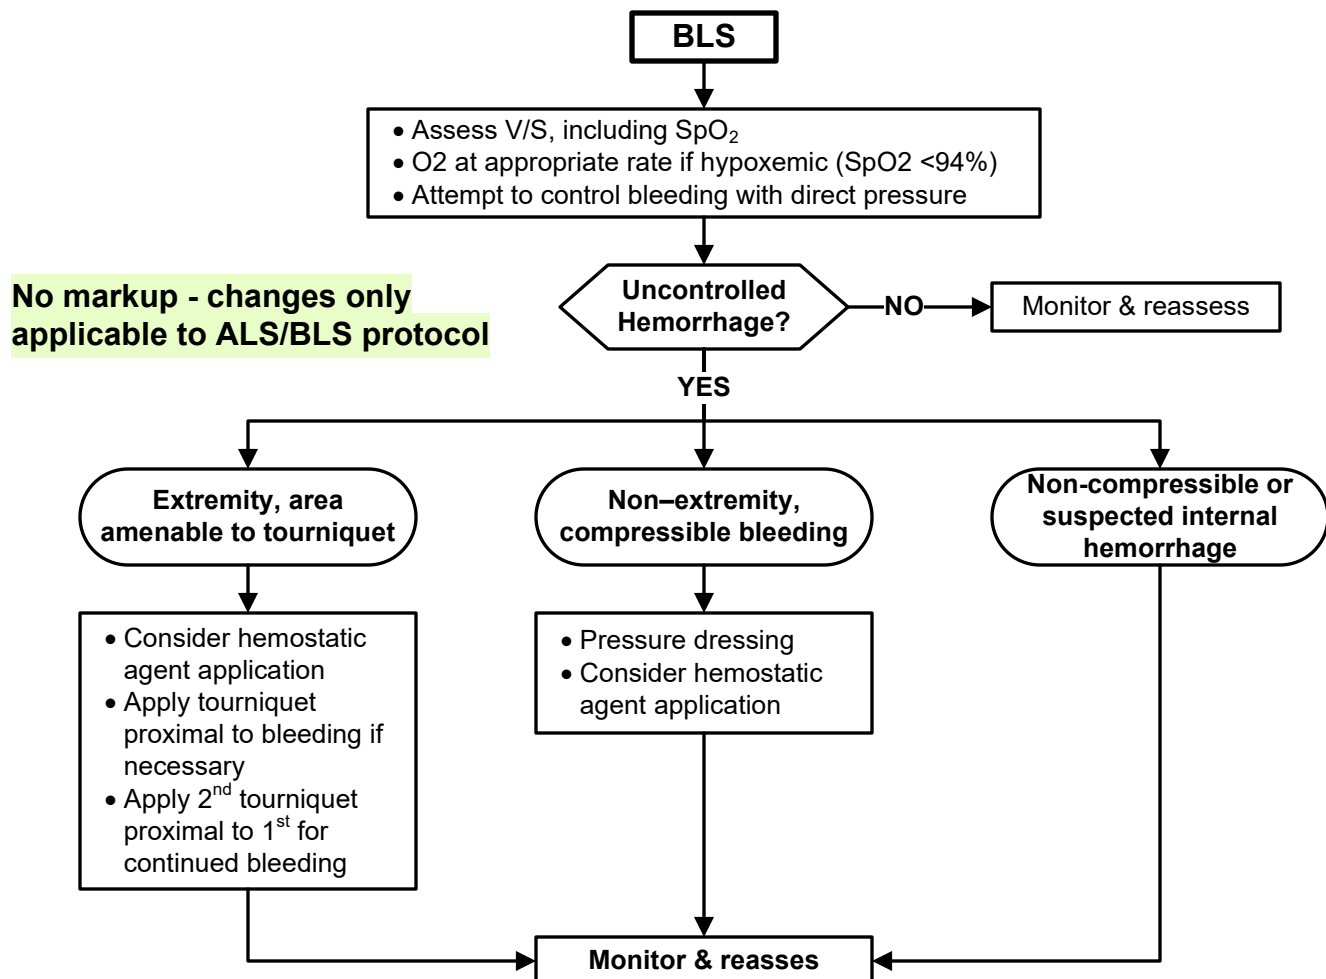 BLS
• Assess V/S, including SpO₂
• O2 at appropriate rate if hypoxemic (SpO2 <94%)
• Attempt to control bleeding with direct pressure
No markup - changes only
applicable to ALS/BLS protocol
Uncontrolled
Hemorrhage?
NO
Monitor & reassess
YES
Extremity, area
amenable to tourniquet
Non–extremity,
compressible bleeding
Non-compressible or
suspected internal
hemorrhage
• Consider hemostatic
agent application
• Apply tourniquet
proximal to bleeding if
necessary
• Apply 2nd tourniquet
proximal to 1st for
continued bleeding
• Pressure dressing
• Consider hemostatic
agent application
Monitor & reasses